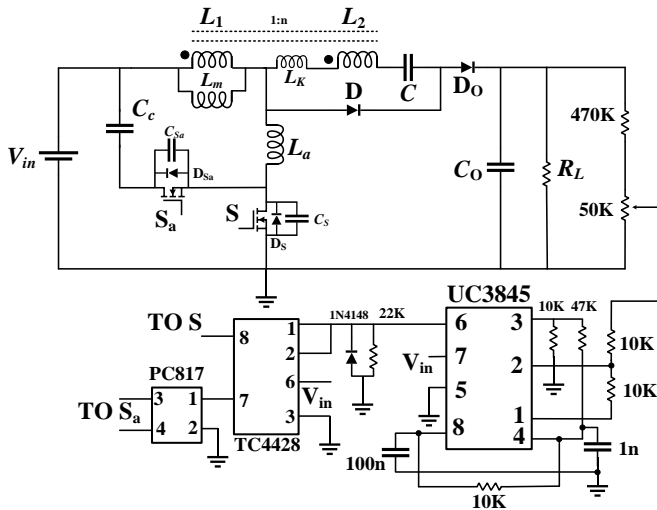 L1 1:n L2
Lm LK C DO
D
Cc
CSa
DSa
Sa
La
Vin
S
DS
CS
CO
RL
470K
50K
UC3845
TO S
8
1
2
6
3
7
Vin
TC4428
1N4148
22K
PC817
TO Sa
3
4
1
2
6
7
5
8
3
2
1
4
Vin
10K
47K
10K
10K
100n
1n
10K